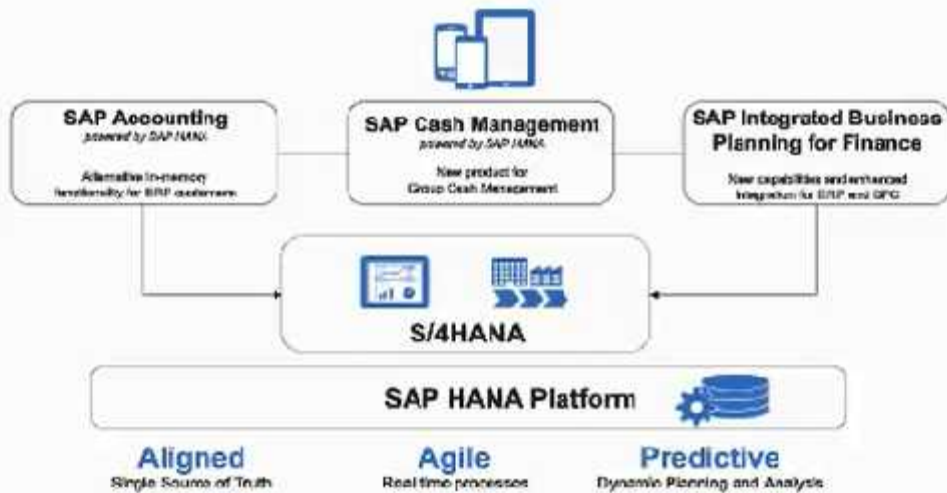 SAP Accounting
powered by SAP HANA
Alternative in-memory
functionality for ERP customers
SAP Cash Management
powered by SAP HANA
New product for
Group Cash Management
SAP Integrated Business
Planning for Finance
New capabilities and enhanced
integration for ERP and BPC
S/4HANA
SAP HANA Platform
Aligned
Single Source of Truth
Agile
Real time processes
Predictive
Dynamic Planning and Analysis